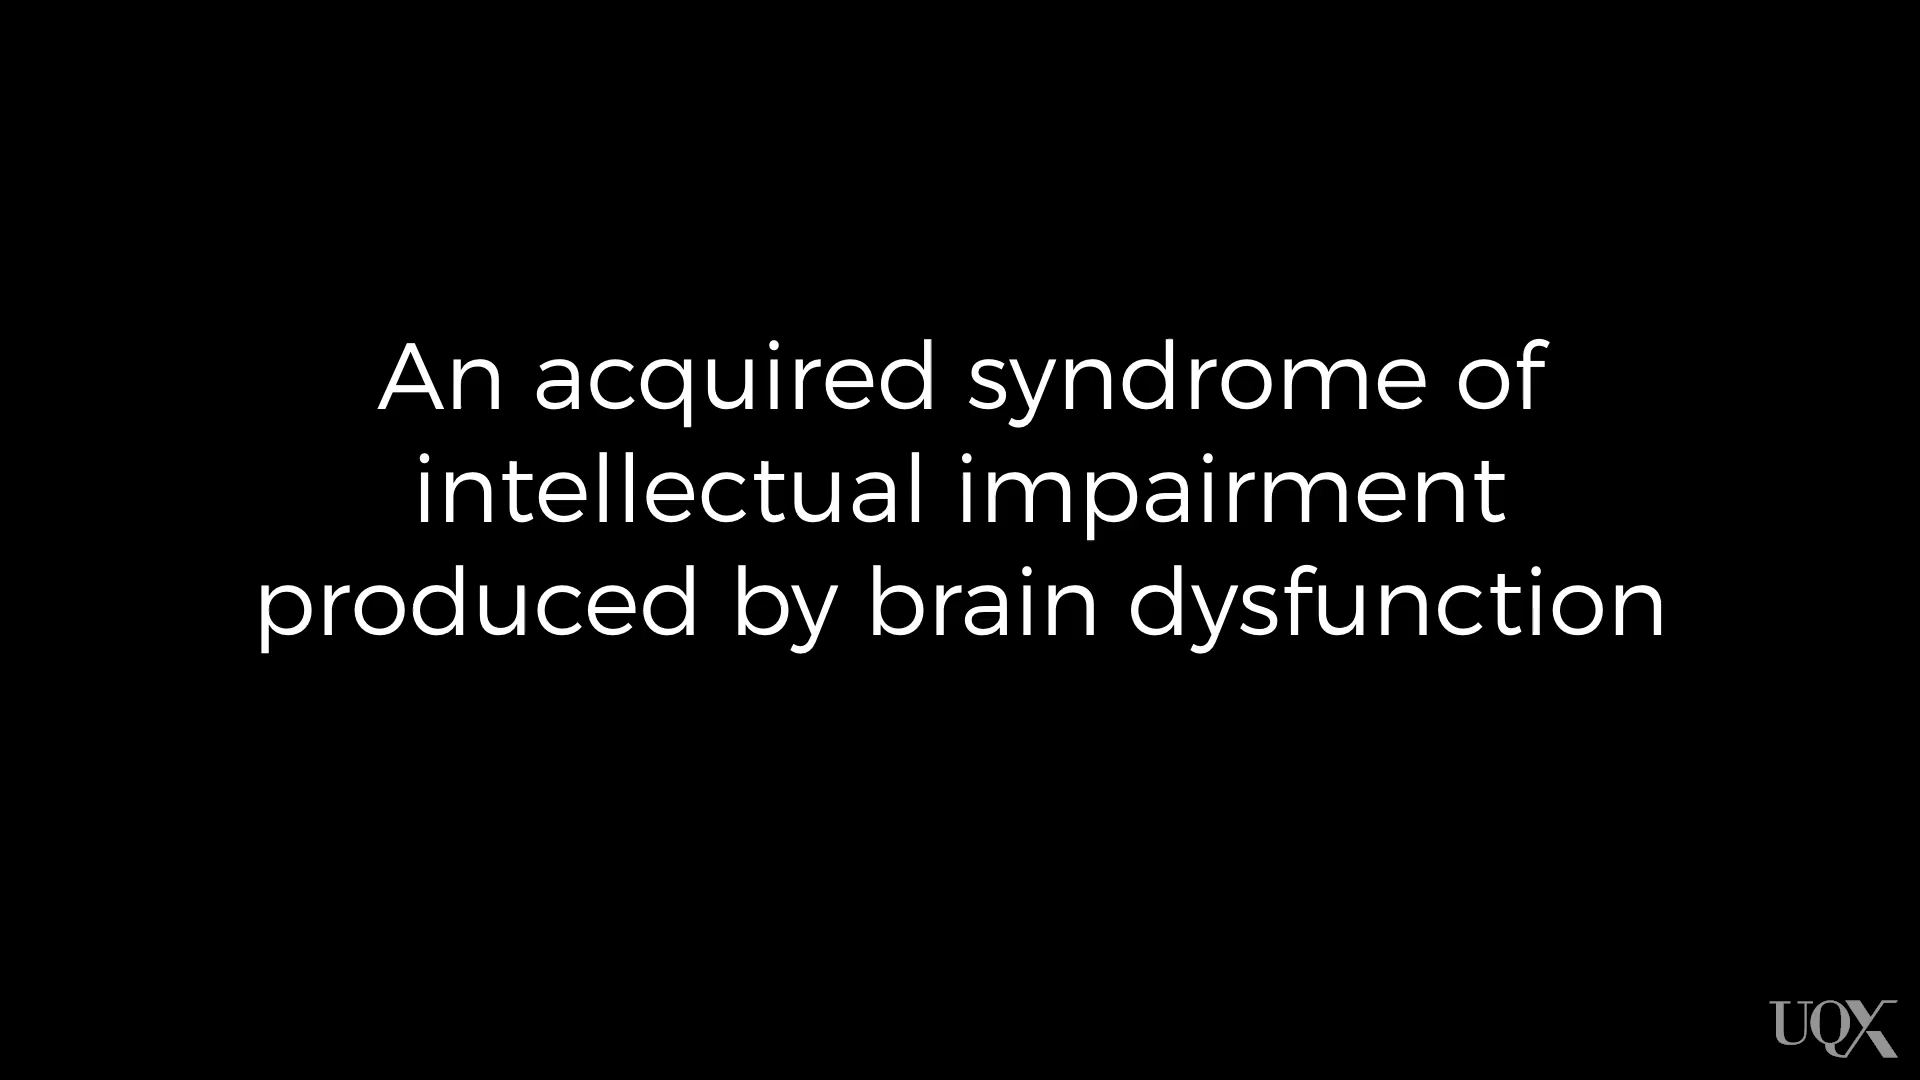 An acquired syndrome of
intellectual impairment
produced by brain dysfunction
UQX